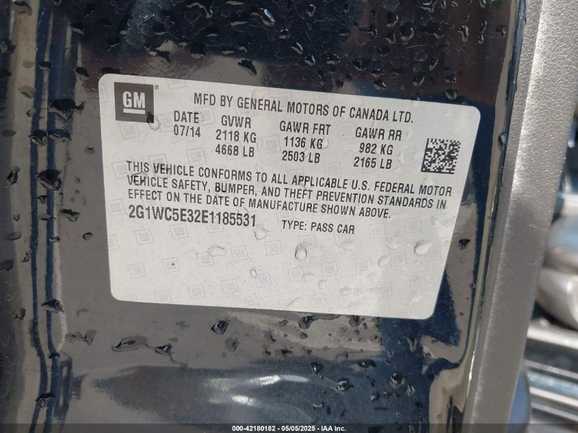 GM
MFD BY GENERAL MOTORS OF CANADA LTD.
DATE GVWR GAWR FRT GAWR RR
07/14 2118 KG 1136 KG 982 KG
4668 LB 2503 LB 2165 LB
THIS VEHICLE CONFORMS TO ALL APPLICABLE U.S. FEDERAL MOTOR
VEHICLE SAFETY, BUMPER, AND THEFT PREVENTION STANDARDS IN
EFFECT ON THE DATE OF MANUFACTURE SHOWN ABOVE.
2G1WC5E32E1185531 TYPE: PASS CAR
000-42180182 - 05/05/2025 - IAA Corp.